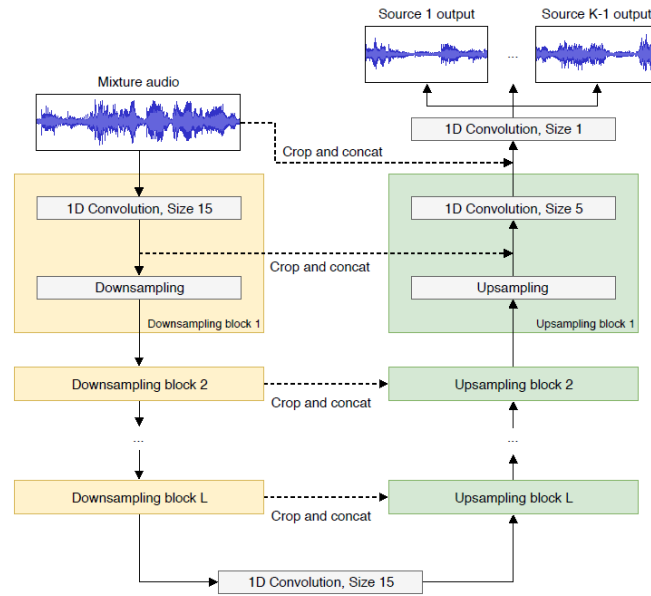 Source 1 output
...
Source K-1 output
Mixture audio
1D Convolution, Size 1
Crop and concat
1D Convolution, Size 15
1D Convolution, Size 5
Crop and concat
Downsampling
Upsampling
Downsampling block 1
Upsampling block 1
Downsampling block 2
Upsampling block 2
Crop and concat
...
...
Downsampling block L
Upsampling block L
Crop and concat
1D Convolution, Size 15